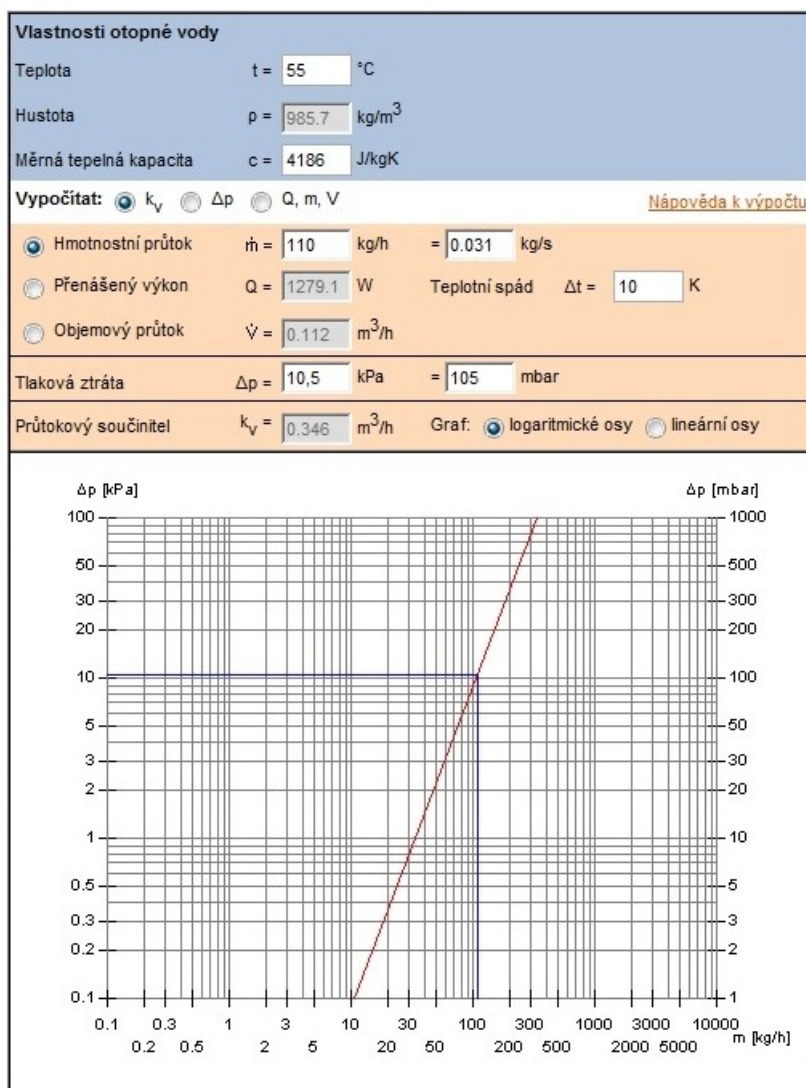 Vlastnosti otopné vody
Teplota t = 55 °C
Hustota ρ = 985.7 kg/m³
Měrná tepelná kapacita c = 4186 J/kgK
Vypočítat: kᵥ Δp Q, m, V Nápověda k výpočtu
Hmotnostní průtok ṁ = 110 kg/h = 0.031 kg/s
Přenášený výkon Q = 1279.1 W Teplotní spád Δt = 10 K
Objemový průtok V̇ = 0.112 m³/h
Tlaková ztráta Δp = 10,5 kPa = 105 mbar
Průtokový součinitel kᵥ = 0.346 m³/h Graf: logaritmické osy lineární osy
Δp [kPa] Δp [mbar]
100 1000
50 500
30 300
20 200
10 100
5 50
3 30
2 20
1 10
0.5 5
0.3 3
0.2 2
0.1 1
0.1 0.3 1 3 10 30 100 300 1000 3000 10000
0.2 0.5 2 5 20 50 200 500 2000 5000 m [kg/h]